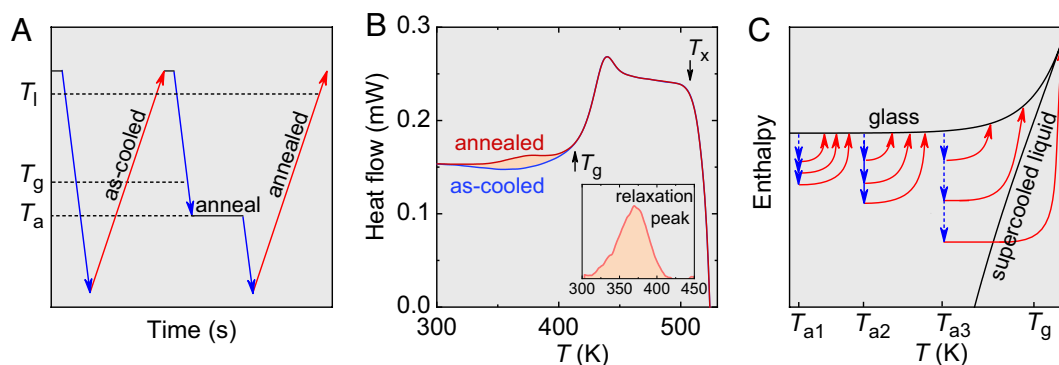 A
T_l
T_g
T_a
as-cooled
anneal
annealed
Time (s)
B
Heat flow (mW)
0.3
0.2
0.1
0.0
T_x
annealed
as-cooled
T_g
relaxation
peak
300 350 400 450
300 400 500
T (K)
C
Enthalpy
glass
supercooled liquid
T_a1 T_a2 T_a3 T_g
T (K)